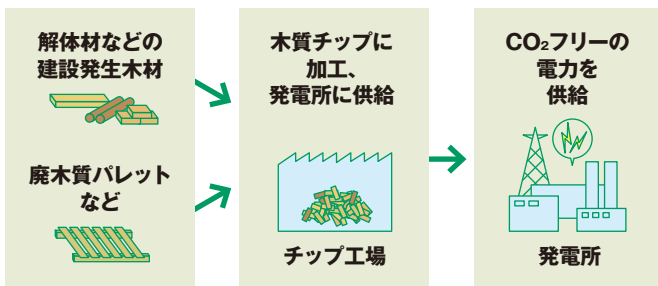 解体材などの
建設発生木材
廃木質パレット
など
木質チップに
加工、
発電所に供給
チップ工場
CO₂フリーの
電力を
供給
発電所